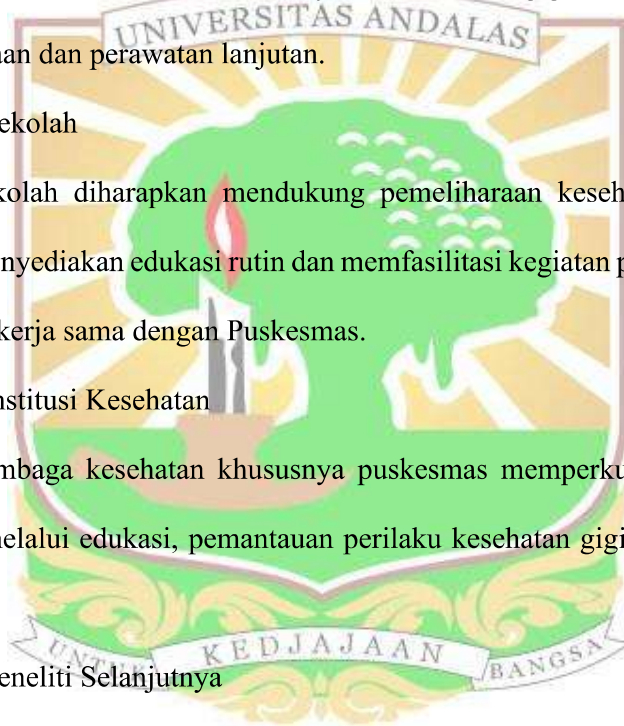 UNIVERSITAS ANDALAS
aan dan perawatan lanjutan.
ekolah
kolah diharapkan mendukung pemeliharaan keseh
nyediakan edukasi rutin dan memfasilitasi kegiatan p
kerja sama dengan Puskesmas.
nstitusi Kesehatan
mbaga kesehatan khususnya puskesmas memperku
nelalui edukasi, pemantauan perilaku kesehatan gigi
UNTUK KEDJAJAAN BANGSA
eneliti Selanjutnya